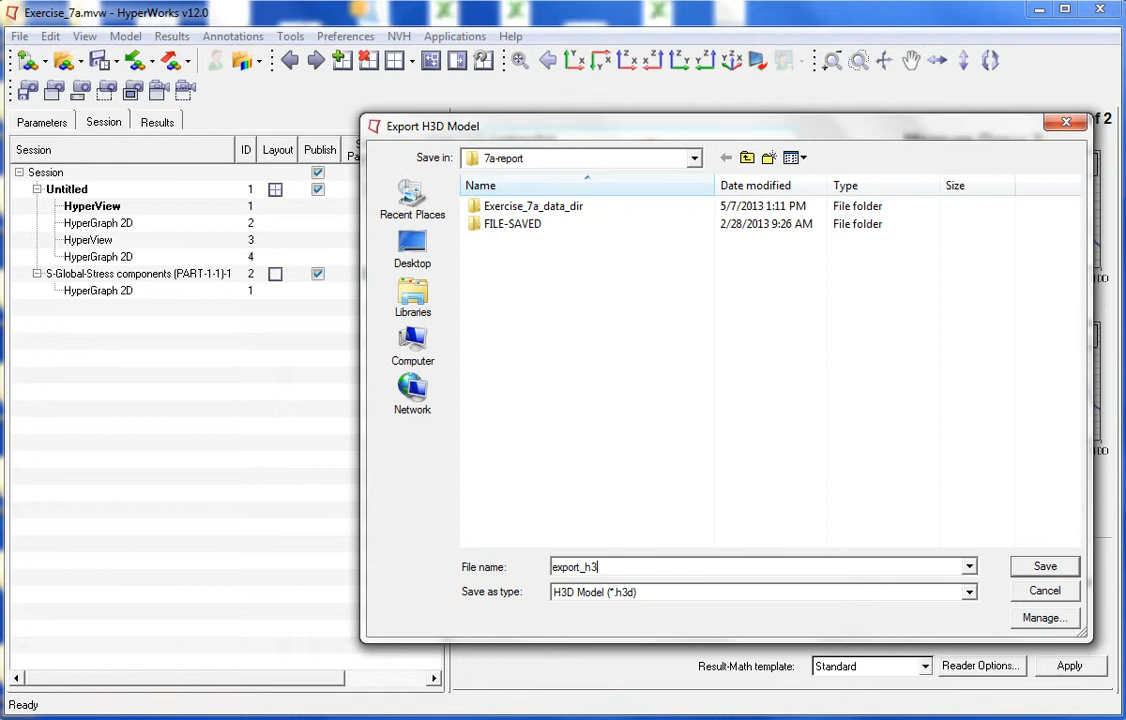 Exercise_7a.mvw - HyperWorks v12.0
File Edit View Model Results Annotations Tools Preferences NVH Applications Help
Parameters Session Results
Session ID Layout Publish
Session
Untitled 1
HyperView 1
HyperGraph 2D 2
HyperView 3
HyperGraph 2D 4
S-Global-Stress components (PART-1-1)-1 2
HyperGraph 2D 1
Export H3D Model
Save in: 7a-report
Name Date modified Type Size
Exercise_7a_data_dir 5/7/2013 1:11 PM File folder
FILE-SAVED 2/28/2013 9:26 AM File folder
Recent Places
Desktop
Libraries
Computer
Network
File name: export_h3
Save as type: H3D Model (*.h3d)
Save
Cancel
Manage...
of 2
Result-Math template: Standard Reader Options... Apply
Ready